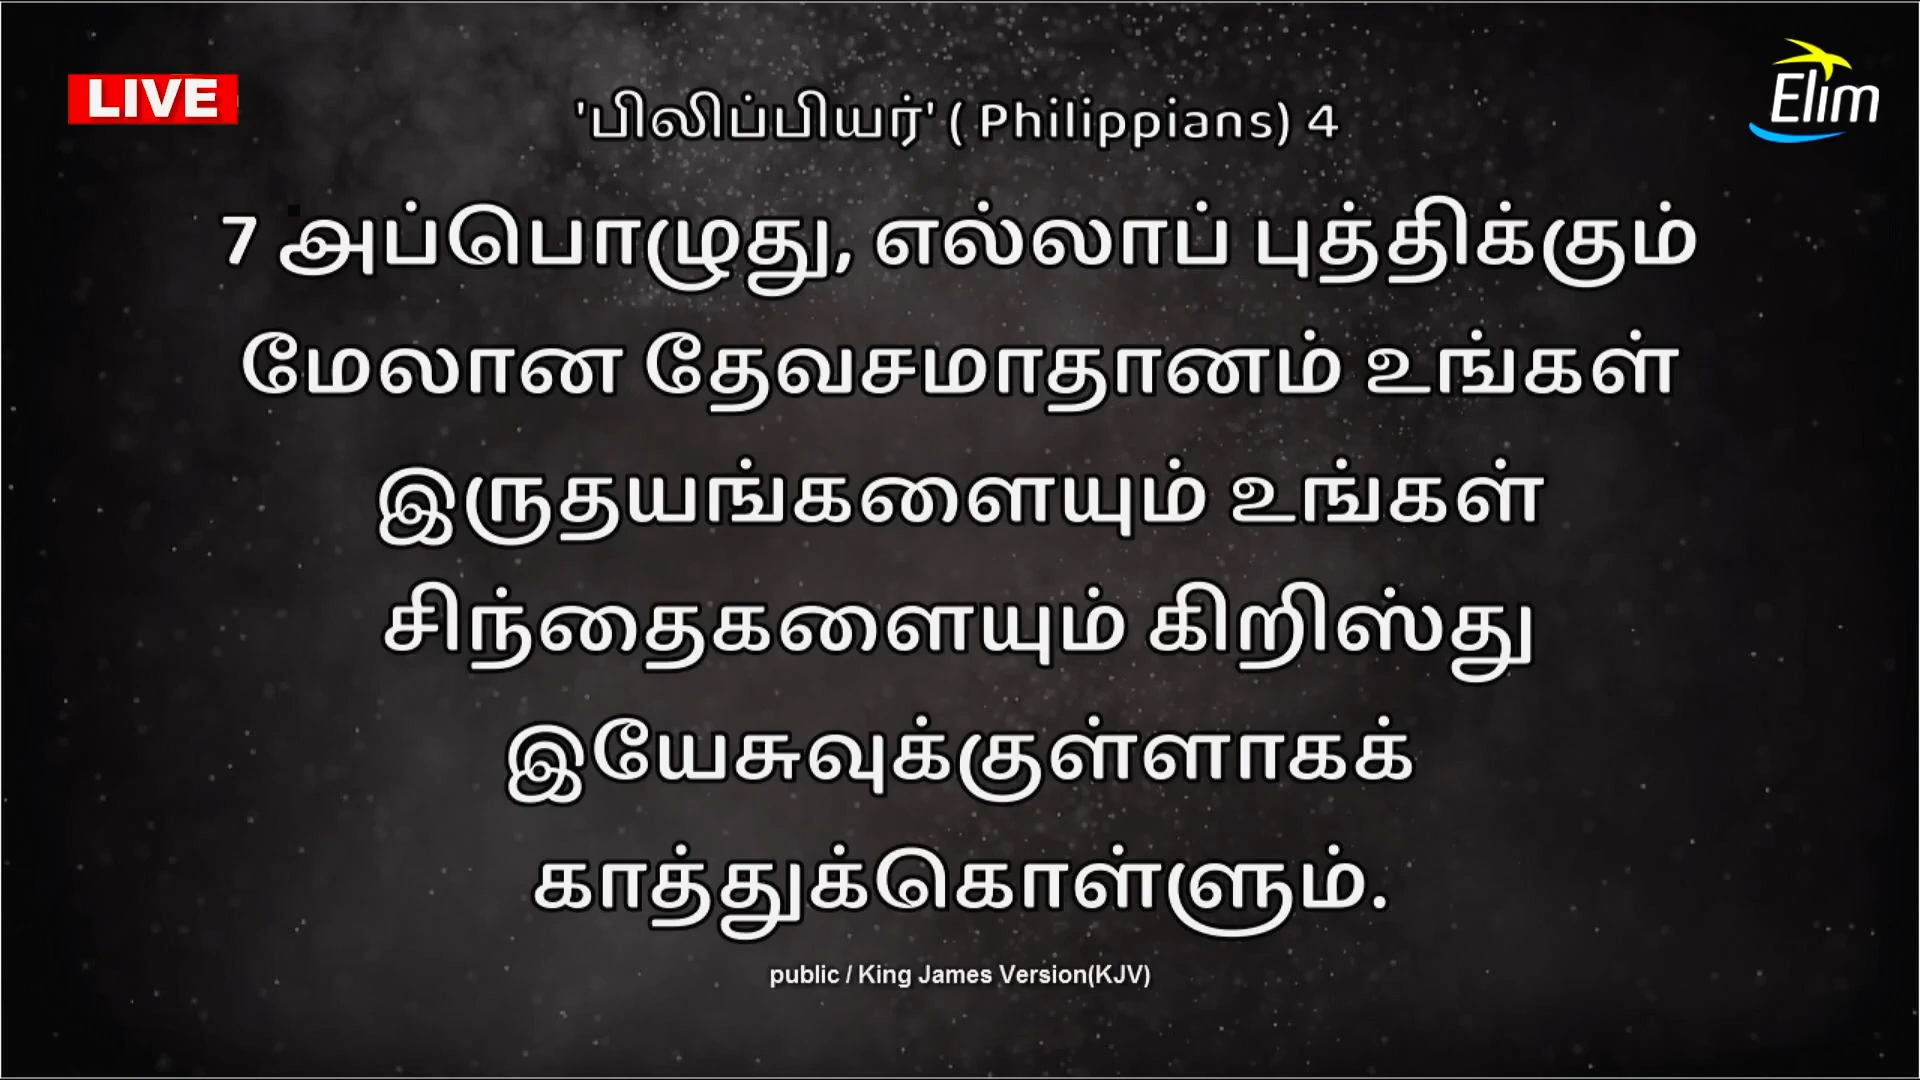 LIVE
Elim
'பிலிப்பியர்' ( Philippians) 4
7 அப்பொழுது, எல்லாப் புத்திக்கும்
மேலான தேவசமாதானம் உங்கள்
இருதயங்களையும் உங்கள்
சிந்தைகளையும் கிறிஸ்து
இயேசுவுக்குள்ளாகக்
காத்துக்கொள்ளும்.
public / King James Version(KJV)